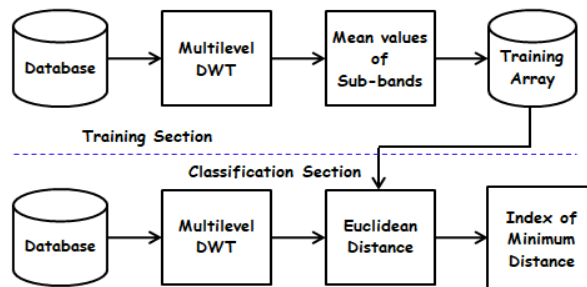 Database
Multilevel
DWT
Mean values
of
Sub-bands
Training
Array
Training Section
Classification Section
Database
Multilevel
DWT
Euclidean
Distance
Index of
Minimum
Distance